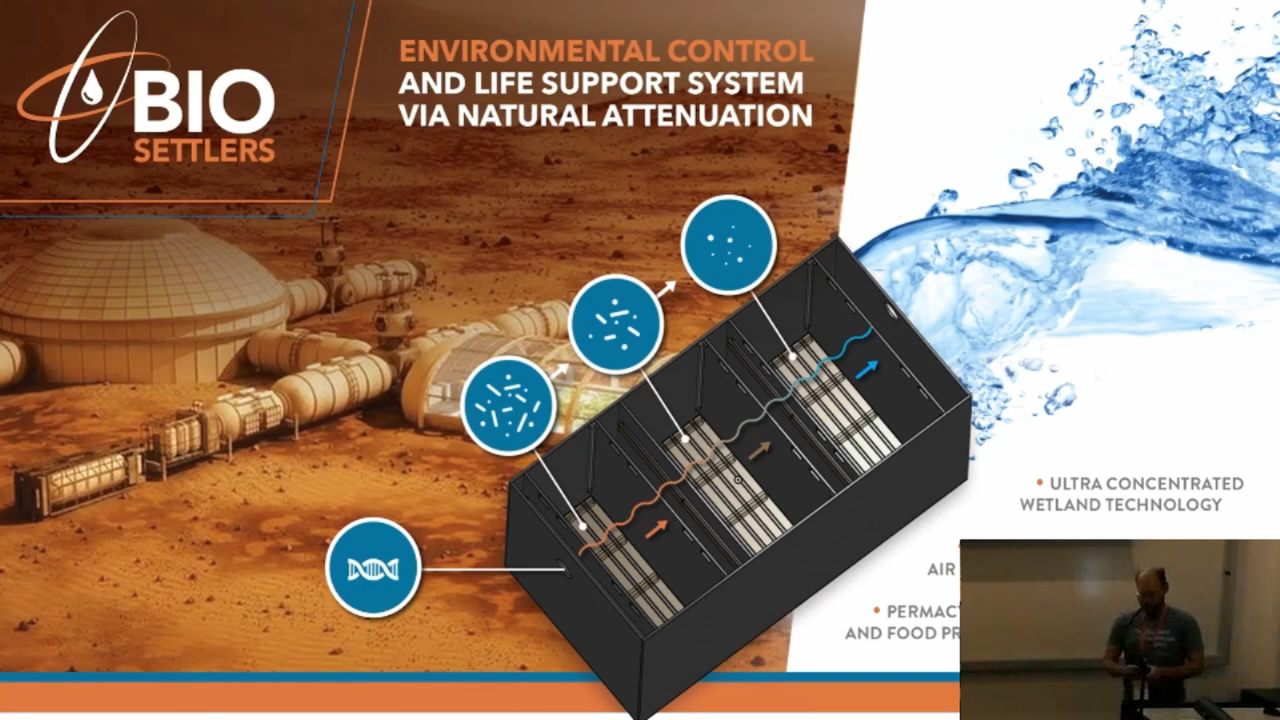 BIO
SETTLERS
ENVIRONMENTAL CONTROL
AND LIFE SUPPORT SYSTEM
VIA NATURAL ATTENUATION
• ULTRA CONCENTRATED
WETLAND TECHNOLOGY
AIR
•
AND FOOD